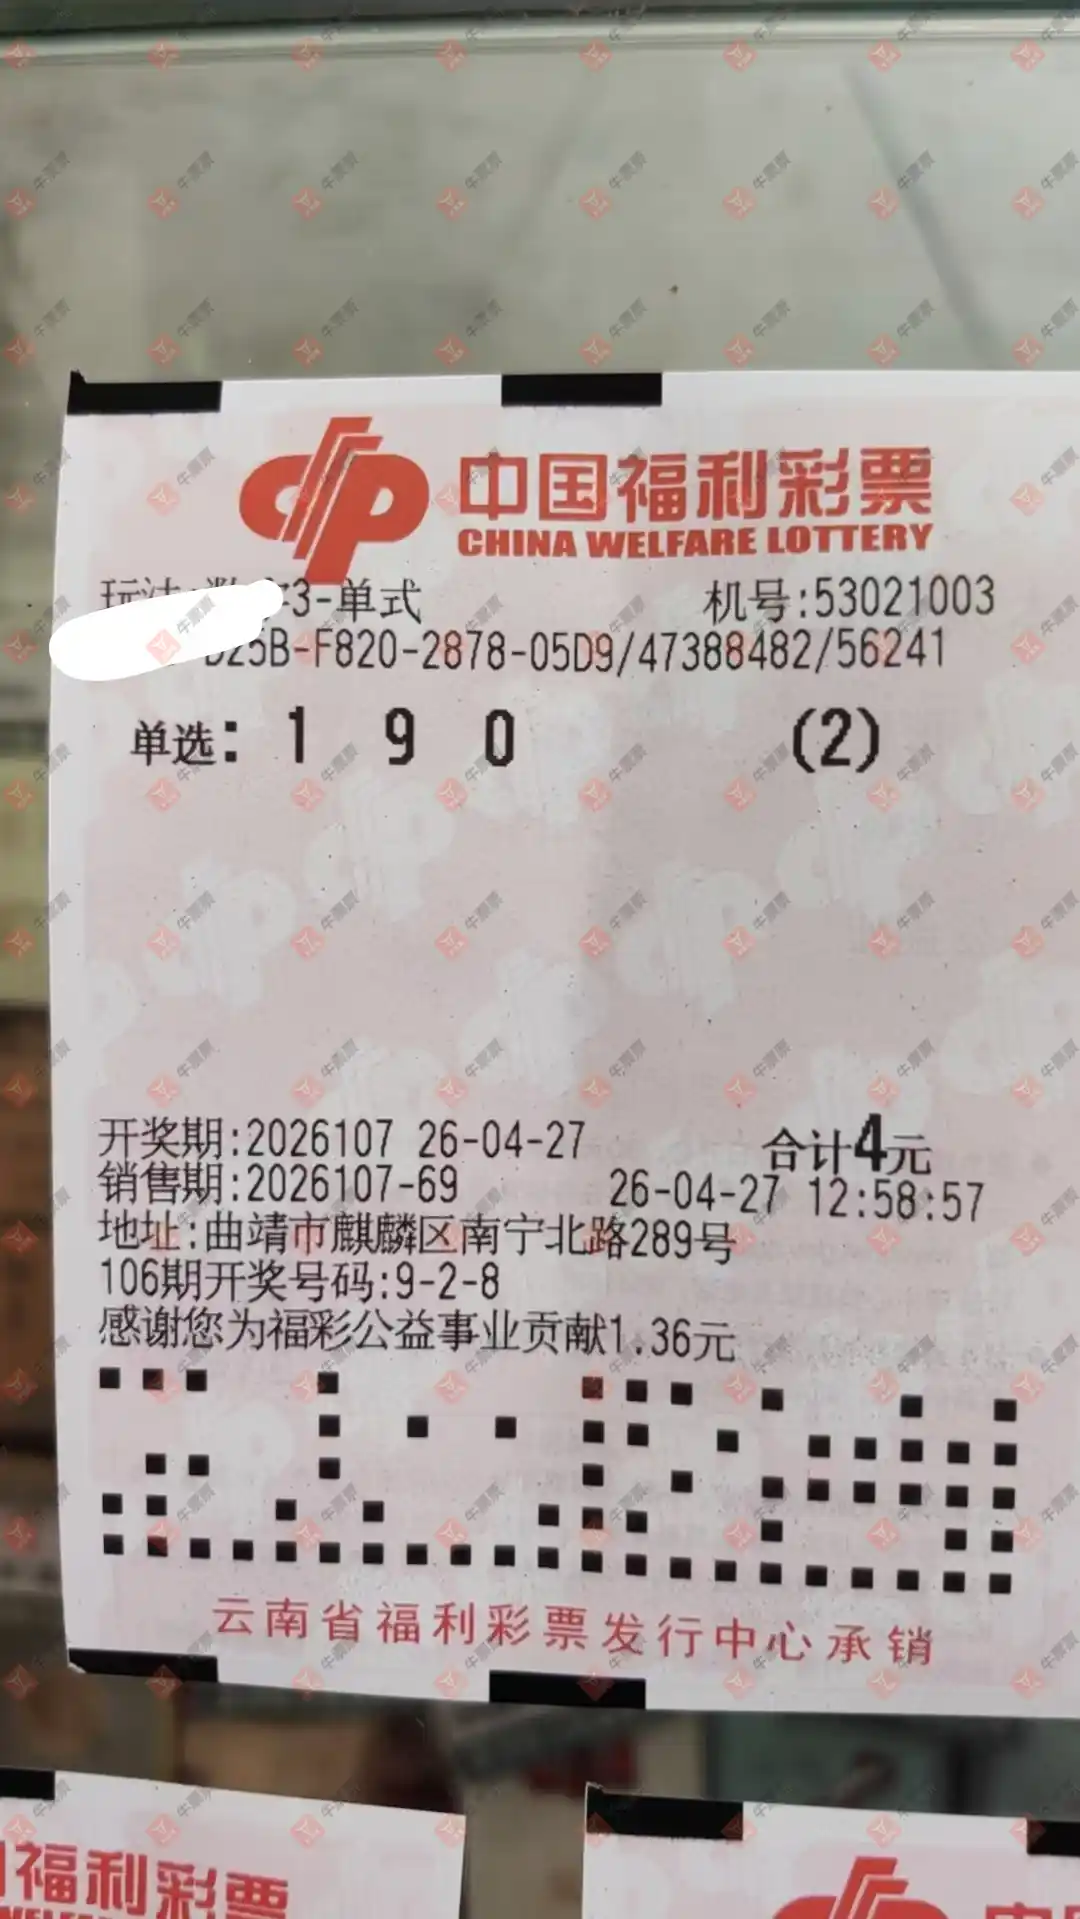 中国福利彩票
CHINA WELFARE LOTTERY
3-单式 机号:53021003
D25B-F820-2878-05D9/47388482/56241
单选: 1 9 0 (2)
开奖期:2026107 26-04-27 合计4元
销售期:2026107-69 26-04-27 12:58:57
地址:曲靖市麒麟区南宁北路289号
106期开奖号码:9-2-8
感谢您为福彩公益事业贡献1.36元
云南省福利彩票发行中心承销
福利彩票
牛票票